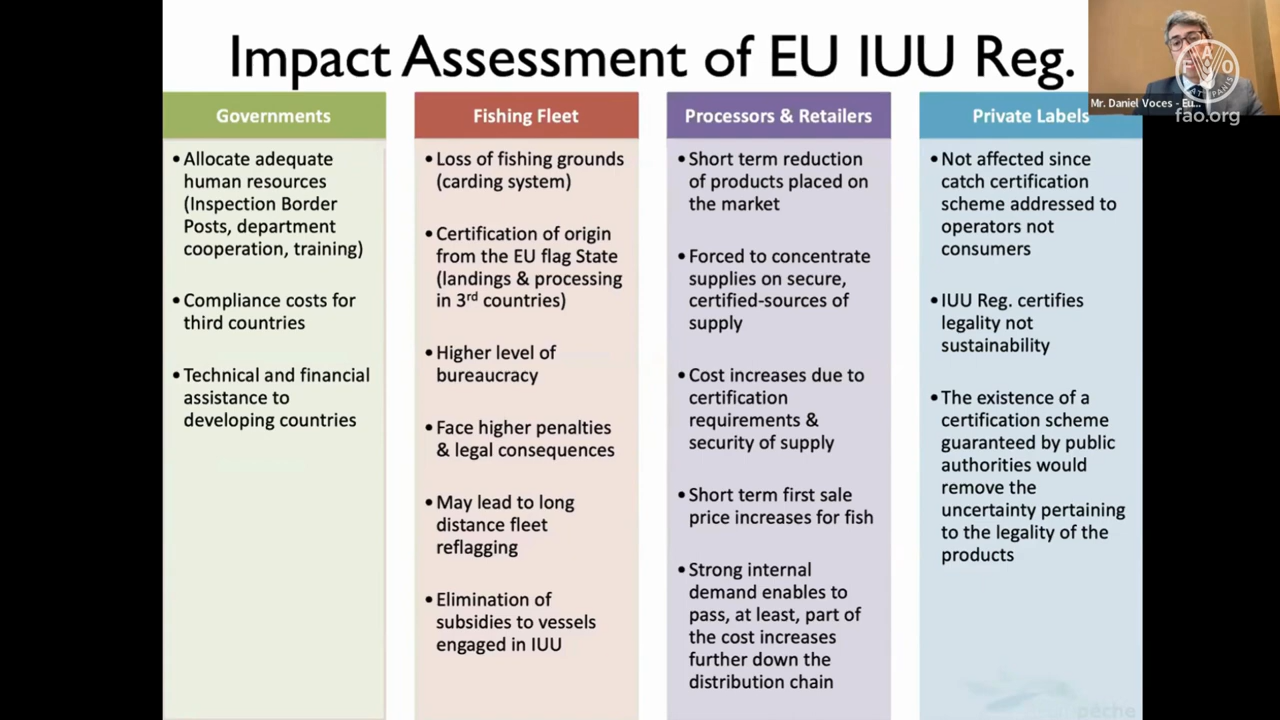 Impact Assessment of EU IUU Reg.
Mr. Daniel Voces - Eu...
F A O
PANIS
fao.org
Governments
• Allocate adequate
human resources
(Inspection Border
Posts, department
cooperation, training)
• Compliance costs for
third countries
• Technical and financial
assistance to
developing countries
Fishing Fleet
• Loss of fishing grounds
(carding system)
• Certification of origin
from the EU flag State
(landings & processing
in 3rd countries)
• Higher level of
bureaucracy
• Face higher penalties
& legal consequences
• May lead to long
distance fleet
reflagging
• Elimination of
subsidies to vessels
engaged in IUU
Processors & Retailers
• Short term reduction
of products placed on
the market
• Forced to concentrate
supplies on secure,
certified-sources of
supply
• Cost increases due to
certification
requirements &
security of supply
• Short term first sale
price increases for fish
• Strong internal
demand enables to
pass, at least, part of
the cost increases
further down the
distribution chain
Private Labels
• Not affected since
catch certification
scheme addressed to
operators not
consumers
• IUU Reg. certifies
legality not
sustainability
• The existence of a
certification scheme
guaranteed by public
authorities would
remove the
uncertainty pertaining
to the legality of the
products
pêche